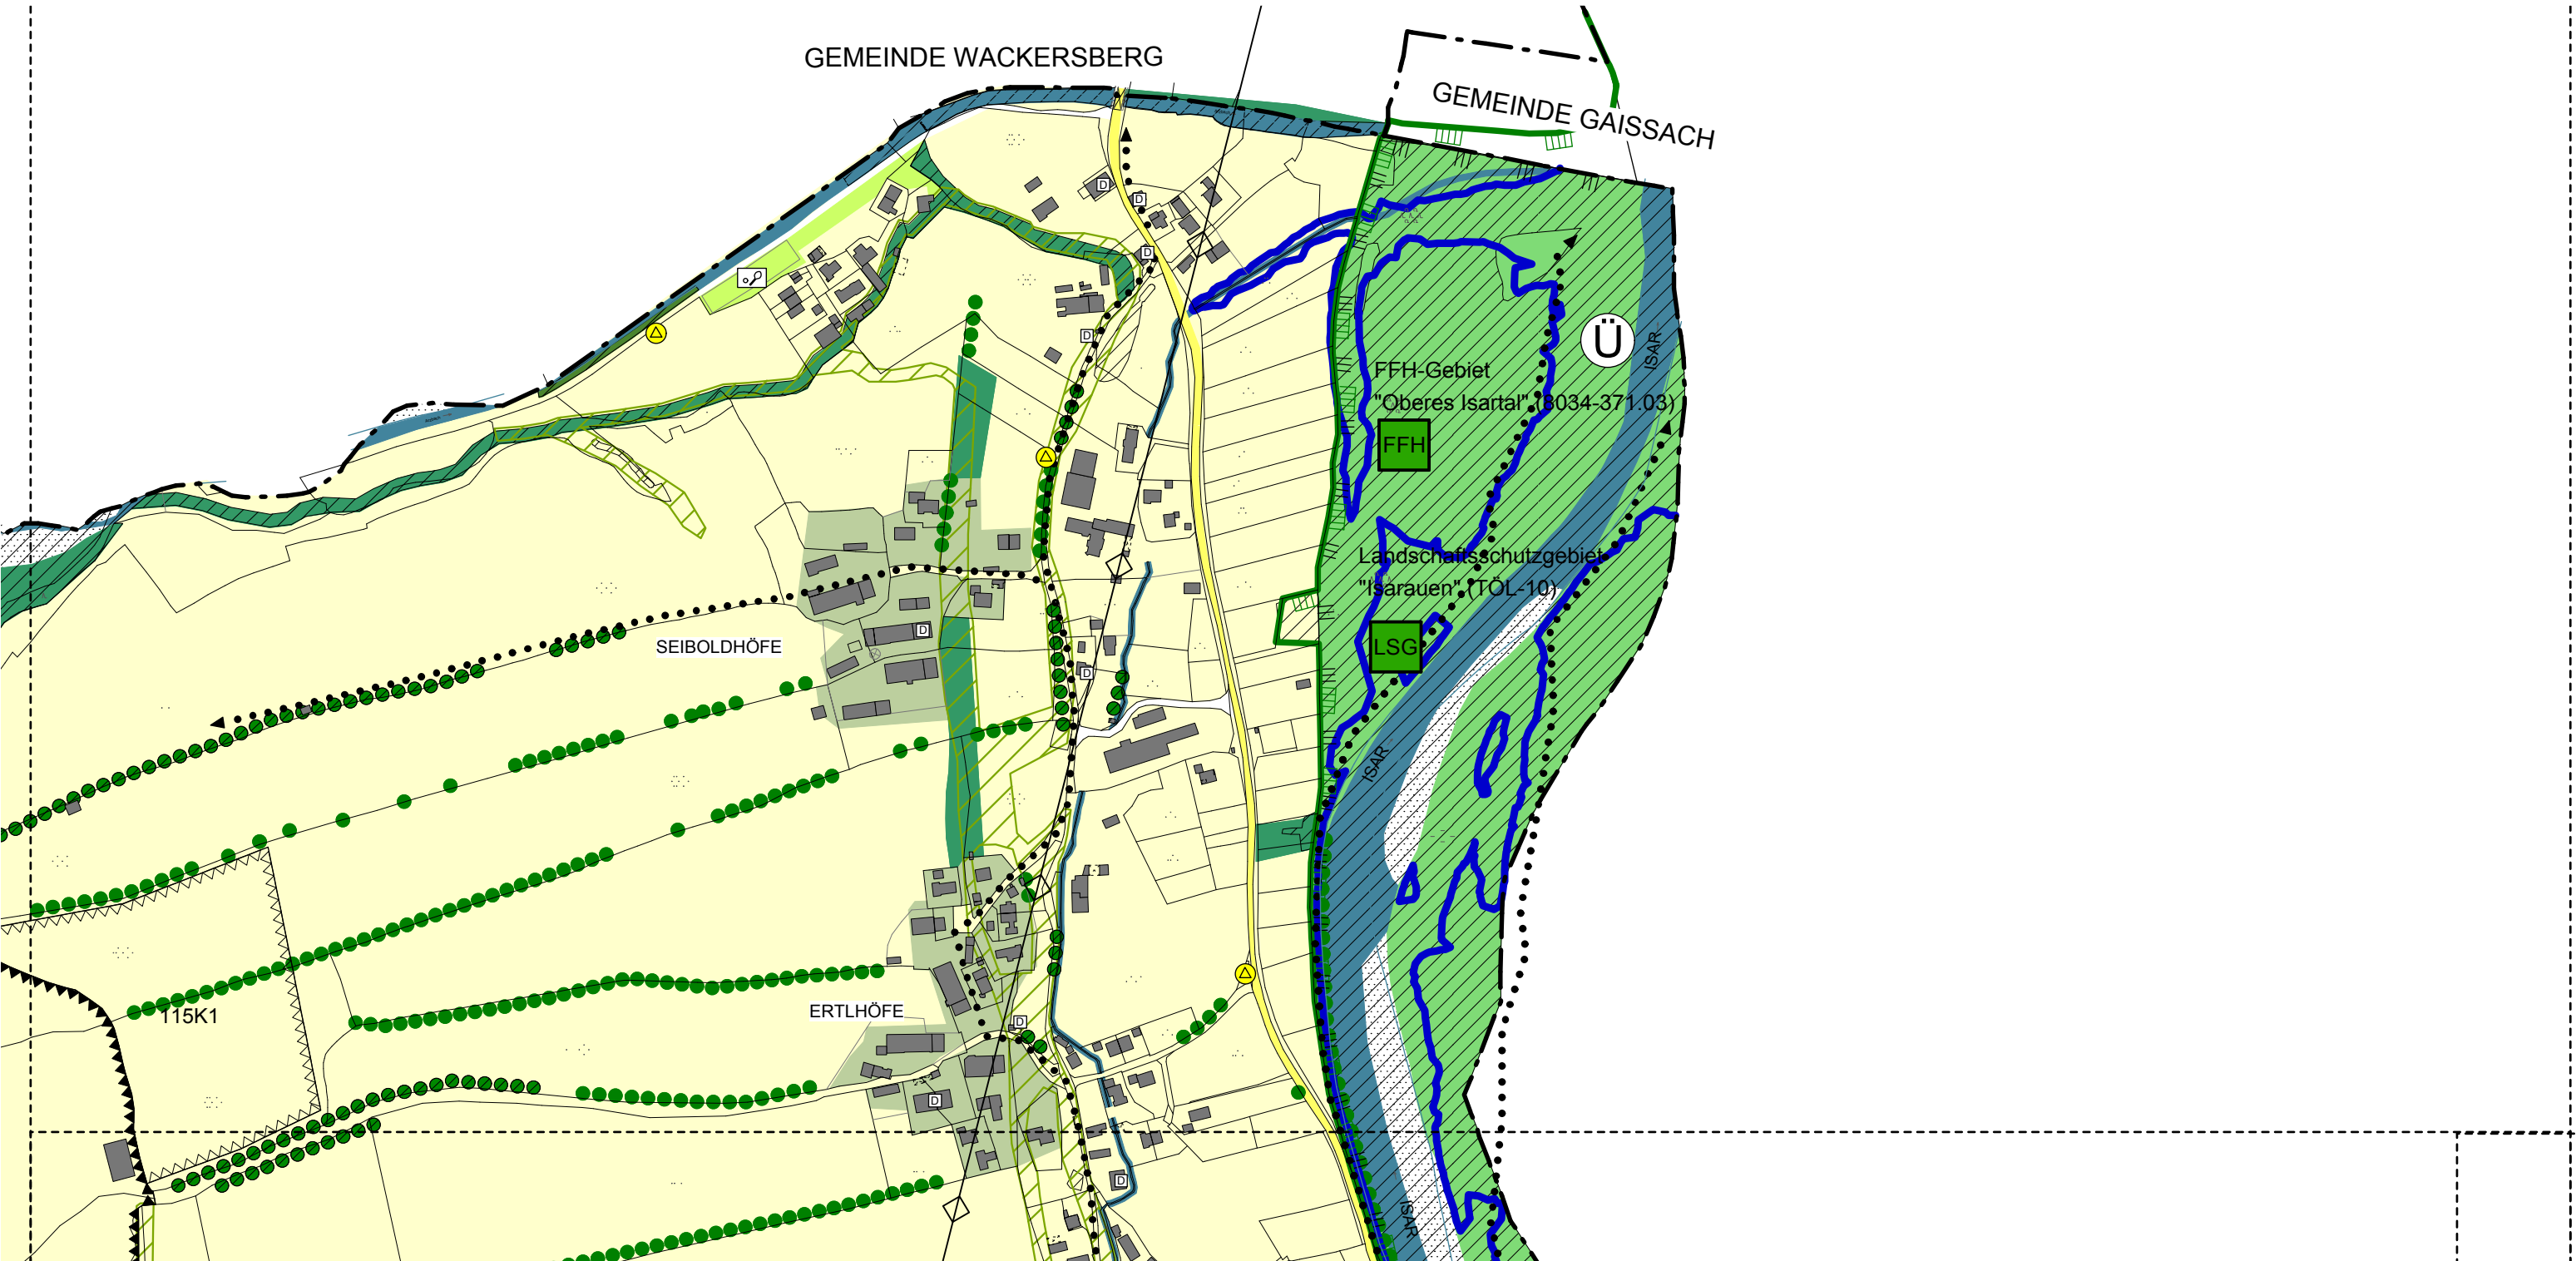 GEMEINDE WACKERSBERG
GEMEINDE GAISSACH
D
D
D
D
Ü
ISAR
FFH-Gebiet
"Oberes Isartal" (8034-371.03)
FFH
Landschaftsschutzgebiet
"Isarauen" (TÖL-10)
LSG
D
SEIBOLDHÖFE
D
ISAR
ERTLHÖFE
115K1
D
D
D
ISAR